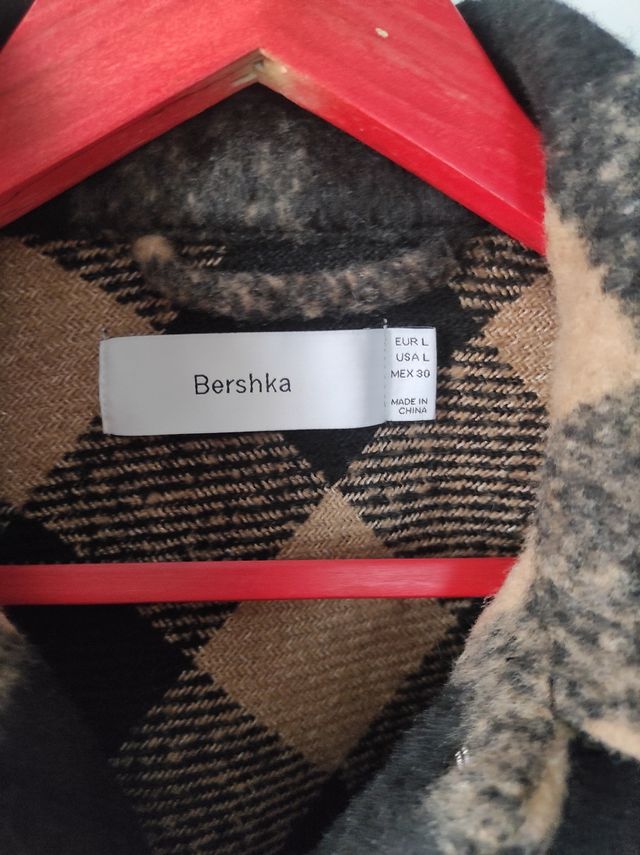 Bershka
EUR L
USA L
MEX 30
MADE IN
CHINA